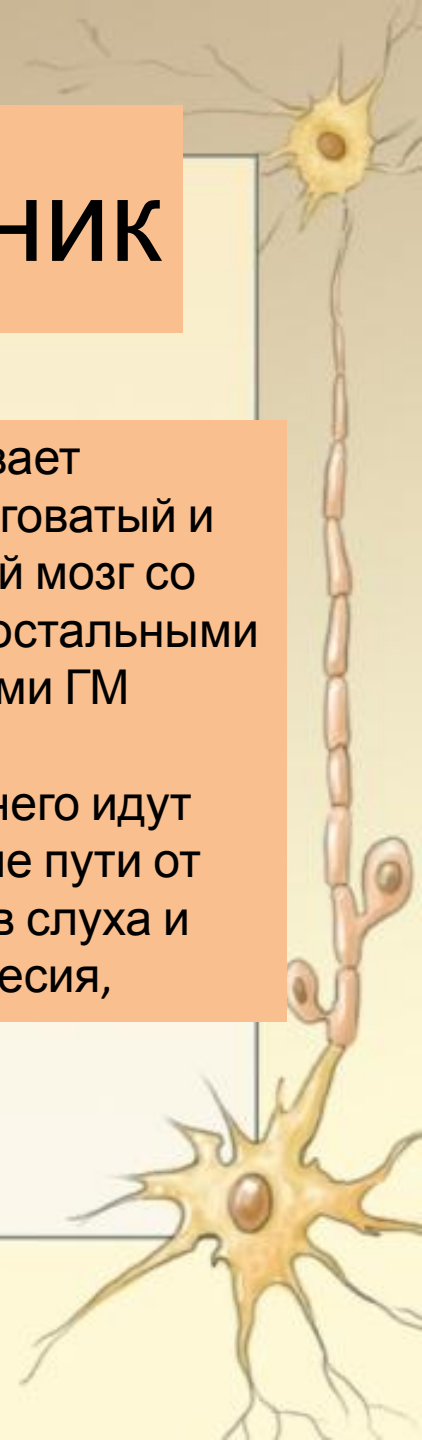 ник
вает
говатый и
й мозг со
остальными
ми ГМ
него идут
ие пути от
в слуха и
есия,